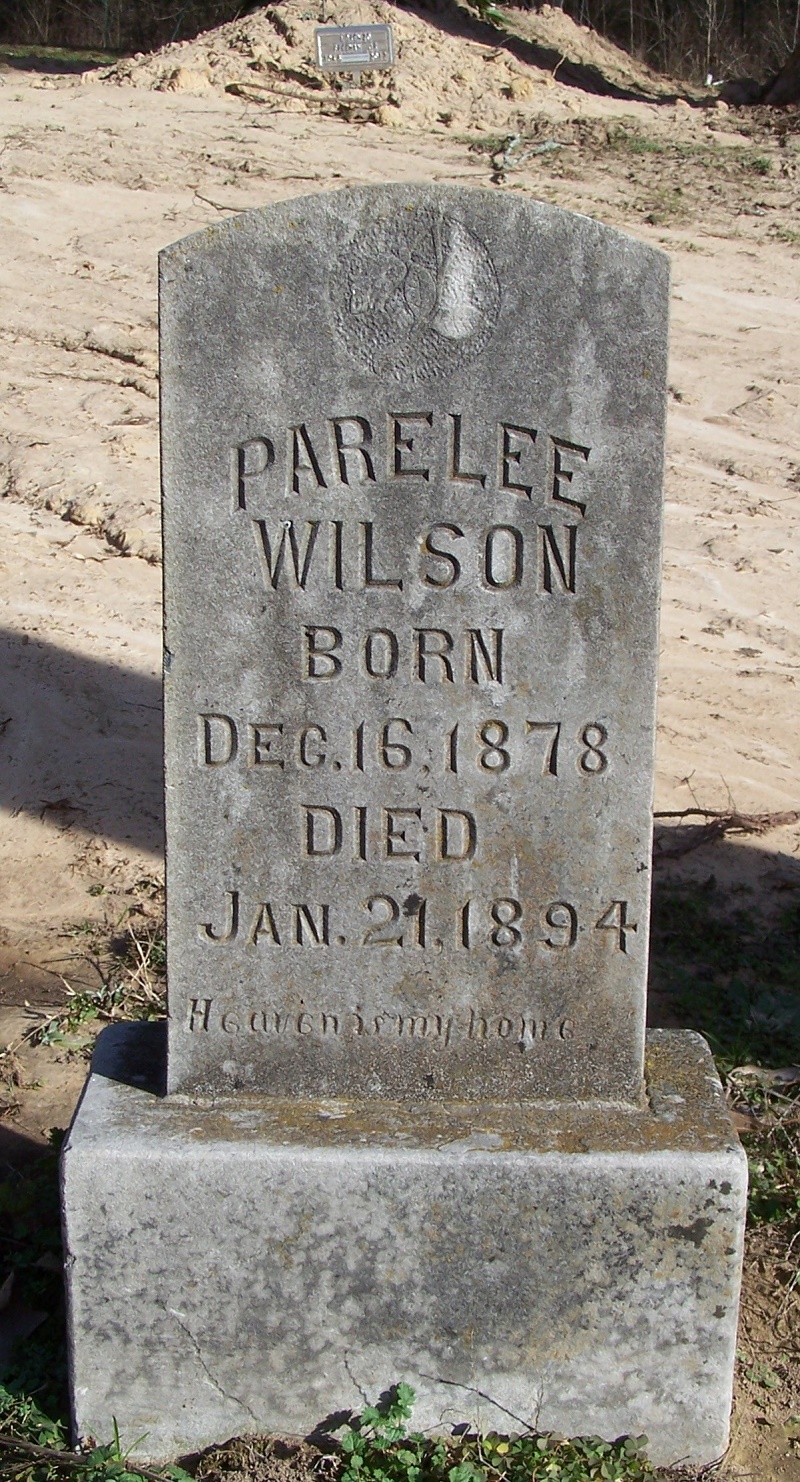 PARELEE
WILSON
BORN
DEC. 16, 1878
DIED
JAN. 21, 1894
Heaven is my home